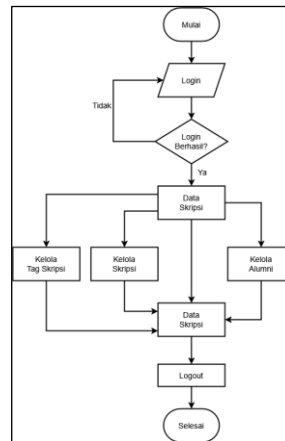 Mulai
Login
Tidak
Login
Berhasil?
Ya
Data
Skripsi
Kelola
Tag Skripsi
Kelola
Skripsi
Kelola
Alumni
Data
Skripsi
Logout
Selesai